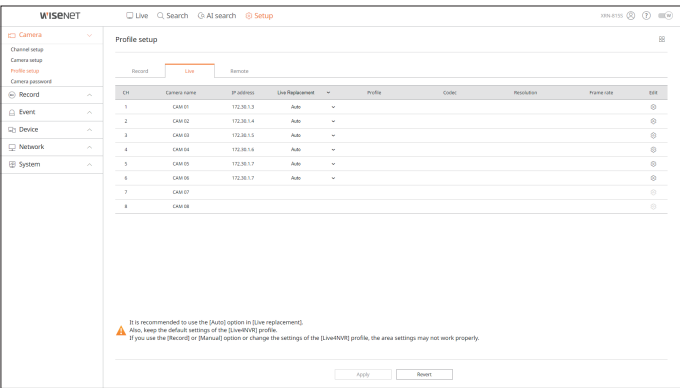 WISENET
Live Search AI search Setup
XRN-819S
Camera
Channel setup
Camera setup
Profile setup
Camera password
Record
Event
Device
Network
System
Profile setup
Record Live Remote
CH Camera name IP address Live Replacement Profile Codec Resolution Frame rate Edit
1 CAM 01 172.30.1.3 Auto
2 CAM 02 172.30.1.4 Auto
3 CAM 03 172.30.1.5 Auto
4 CAM 04 172.30.1.6 Auto
5 CAM 05 172.30.1.7 Auto
6 CAM 06 172.30.1.7 Auto
7 CAM 07
8 CAM 08
It is recommended to use the [Auto] option in [Live replacement].
Also, keep the default settings of the [Live4NVR] profile.
If you use the [Record] or [Manual] option or change the settings of the [Live4NVR] profile, the area settings may not work properly.
Apply Revert